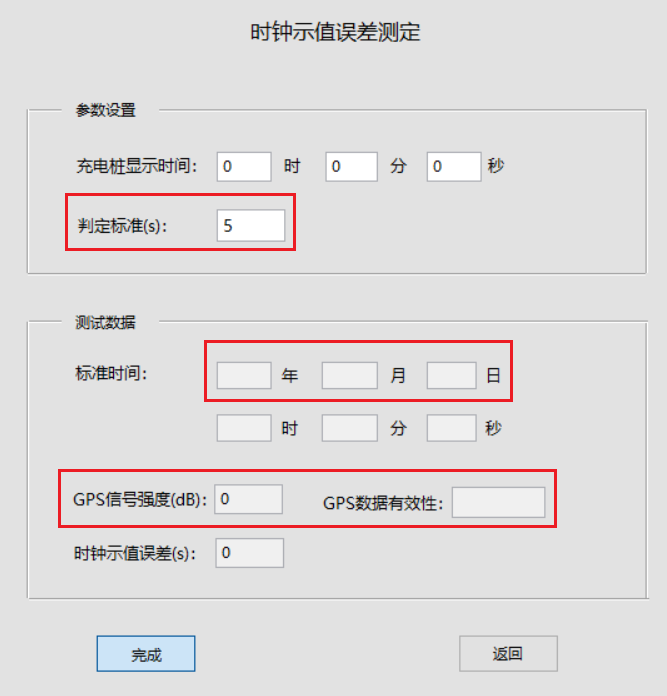 时钟示值误差测定
参数设置
充电桩显示时间: 0 时 0 分 0 秒
判定标准(s): 5
测试数据
标准时间: 年 月 日
时 分 秒
GPS信号强度(dB): 0 GPS数据有效性:
时钟示值误差(s): 0
完成 返回